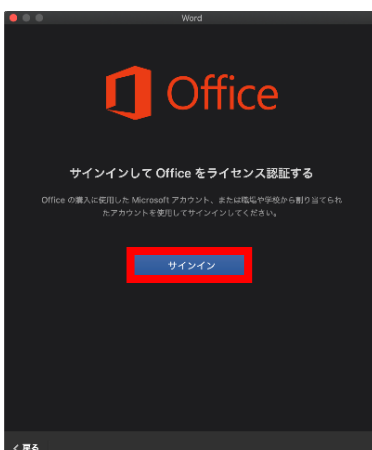 Word
Office
サインインして Office をライセンス認証する
Office の購入に使用した Microsoft アカウント、または職場や学校から割り当てられ
たアカウントを使用してサインインしてください。
サインイン
< 戻る